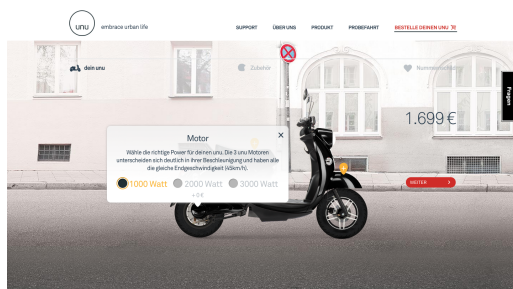 unu
embrace urban life
SUPPORT
ÜBER UNS
PRODUKT
PROBEFAHRT
BESTELLE DEINEN UNU
dein unu
Zubehör
1.699 €
Fragen
Motor
Wähle die richtige Power für deinen unu. Die 3 unu Motoren
unterscheiden sich deutlich in ihrer Beschleunigung und haben alle
die gleiche Endgeschwindigkeit (45km/h).
1000 Watt
2000 Watt
3000 Watt
+ 0 €
WEITER